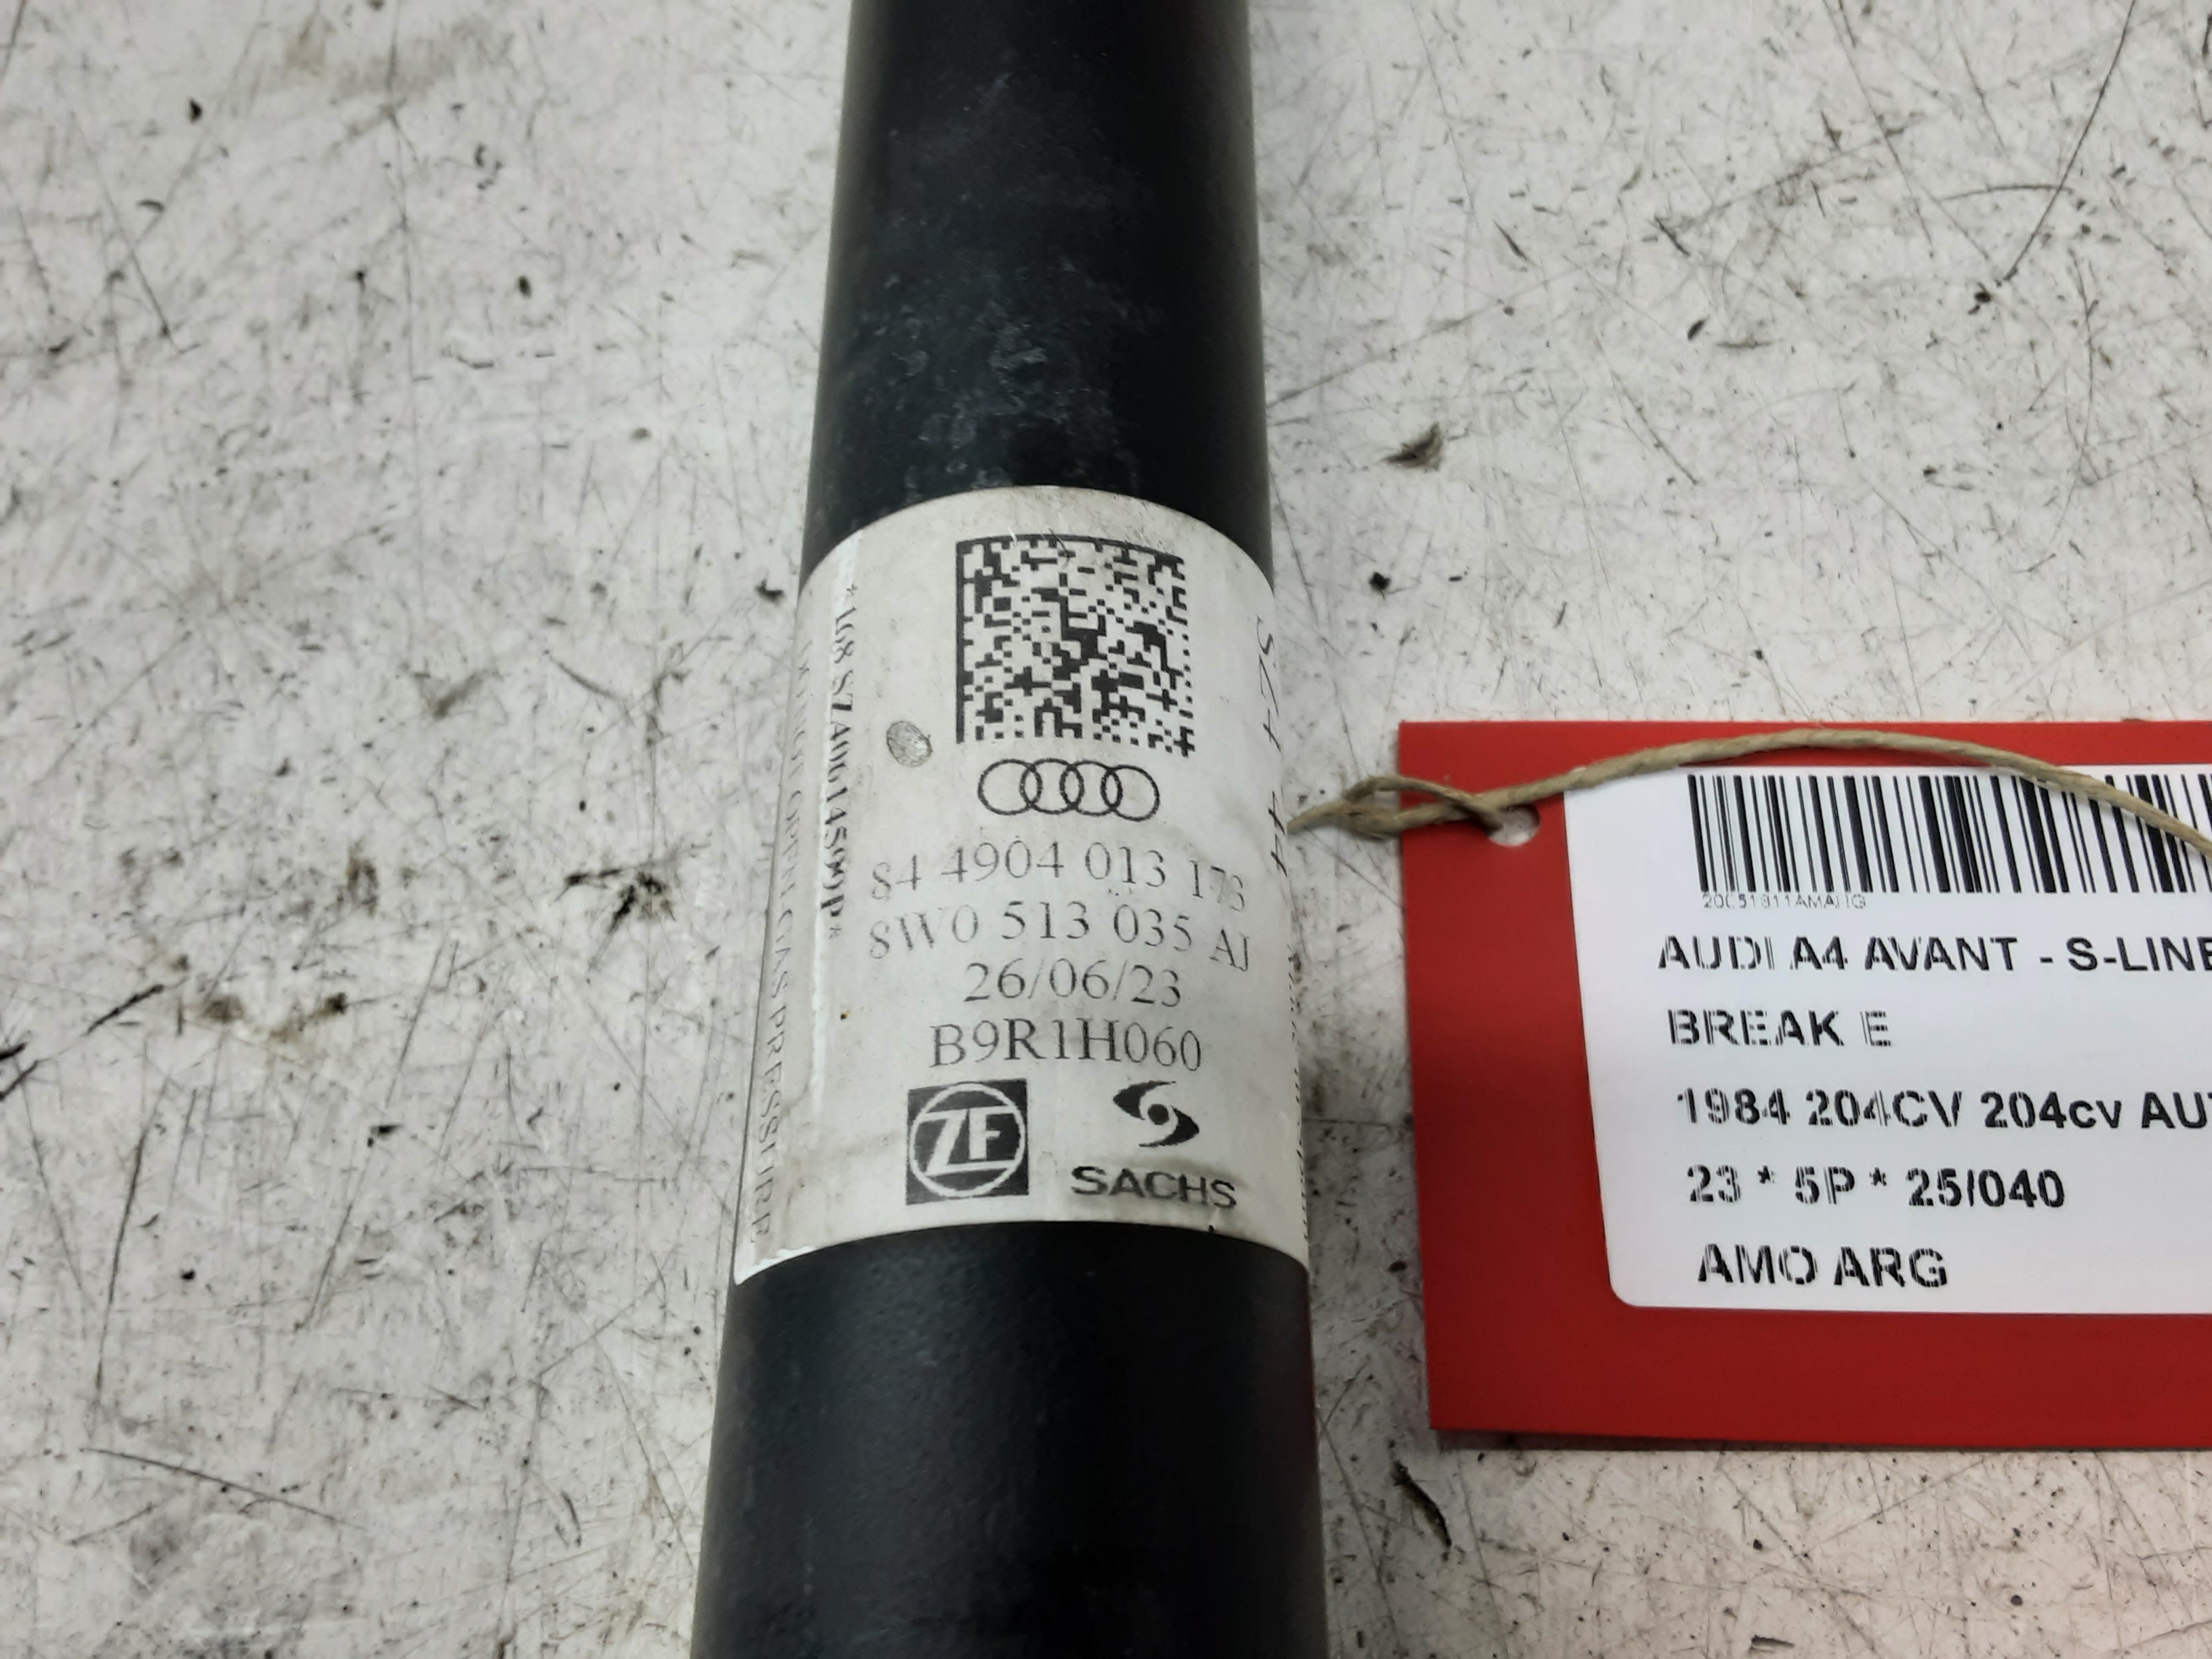 84 4904 013 173
8W0 513 035 AJ
26/06/23
B9R1H060
ZF
SACHS
AUDI A4 AVANT - S-LINE
BREAK E
1984 204CV 204cv AUT
23 * 5P * 25/040
AMO ARG